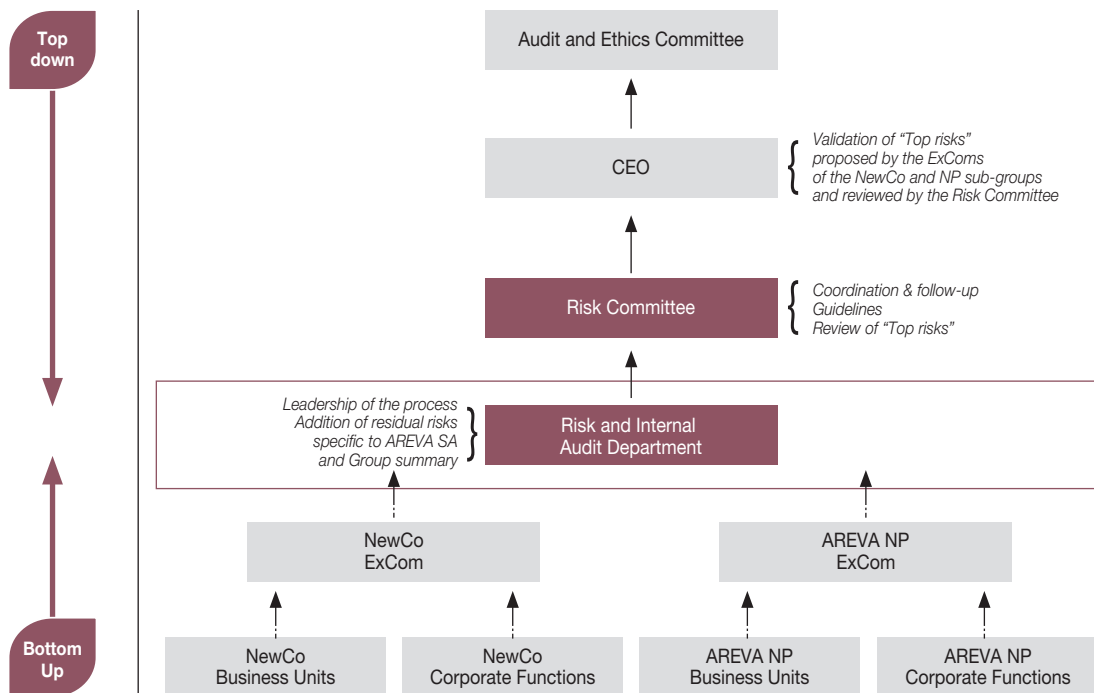 Top
down
Audit and Ethics Committee
CEO
Validation of “Top risks”
proposed by the ExComs
of the NewCo and NP sub-groups
and reviewed by the Risk Committee
Risk Committee
Coordination & follow-up
Guidelines
Review of “Top risks”
Leadership of the process
Addition of residual risks
specific to AREVA SA
and Group summary
Risk and Internal
Audit Department
NewCo
ExCom
AREVA NP
ExCom
Bottom
Up
NewCo
Business Units
NewCo
Corporate Functions
AREVA NP
Business Units
AREVA NP
Corporate Functions